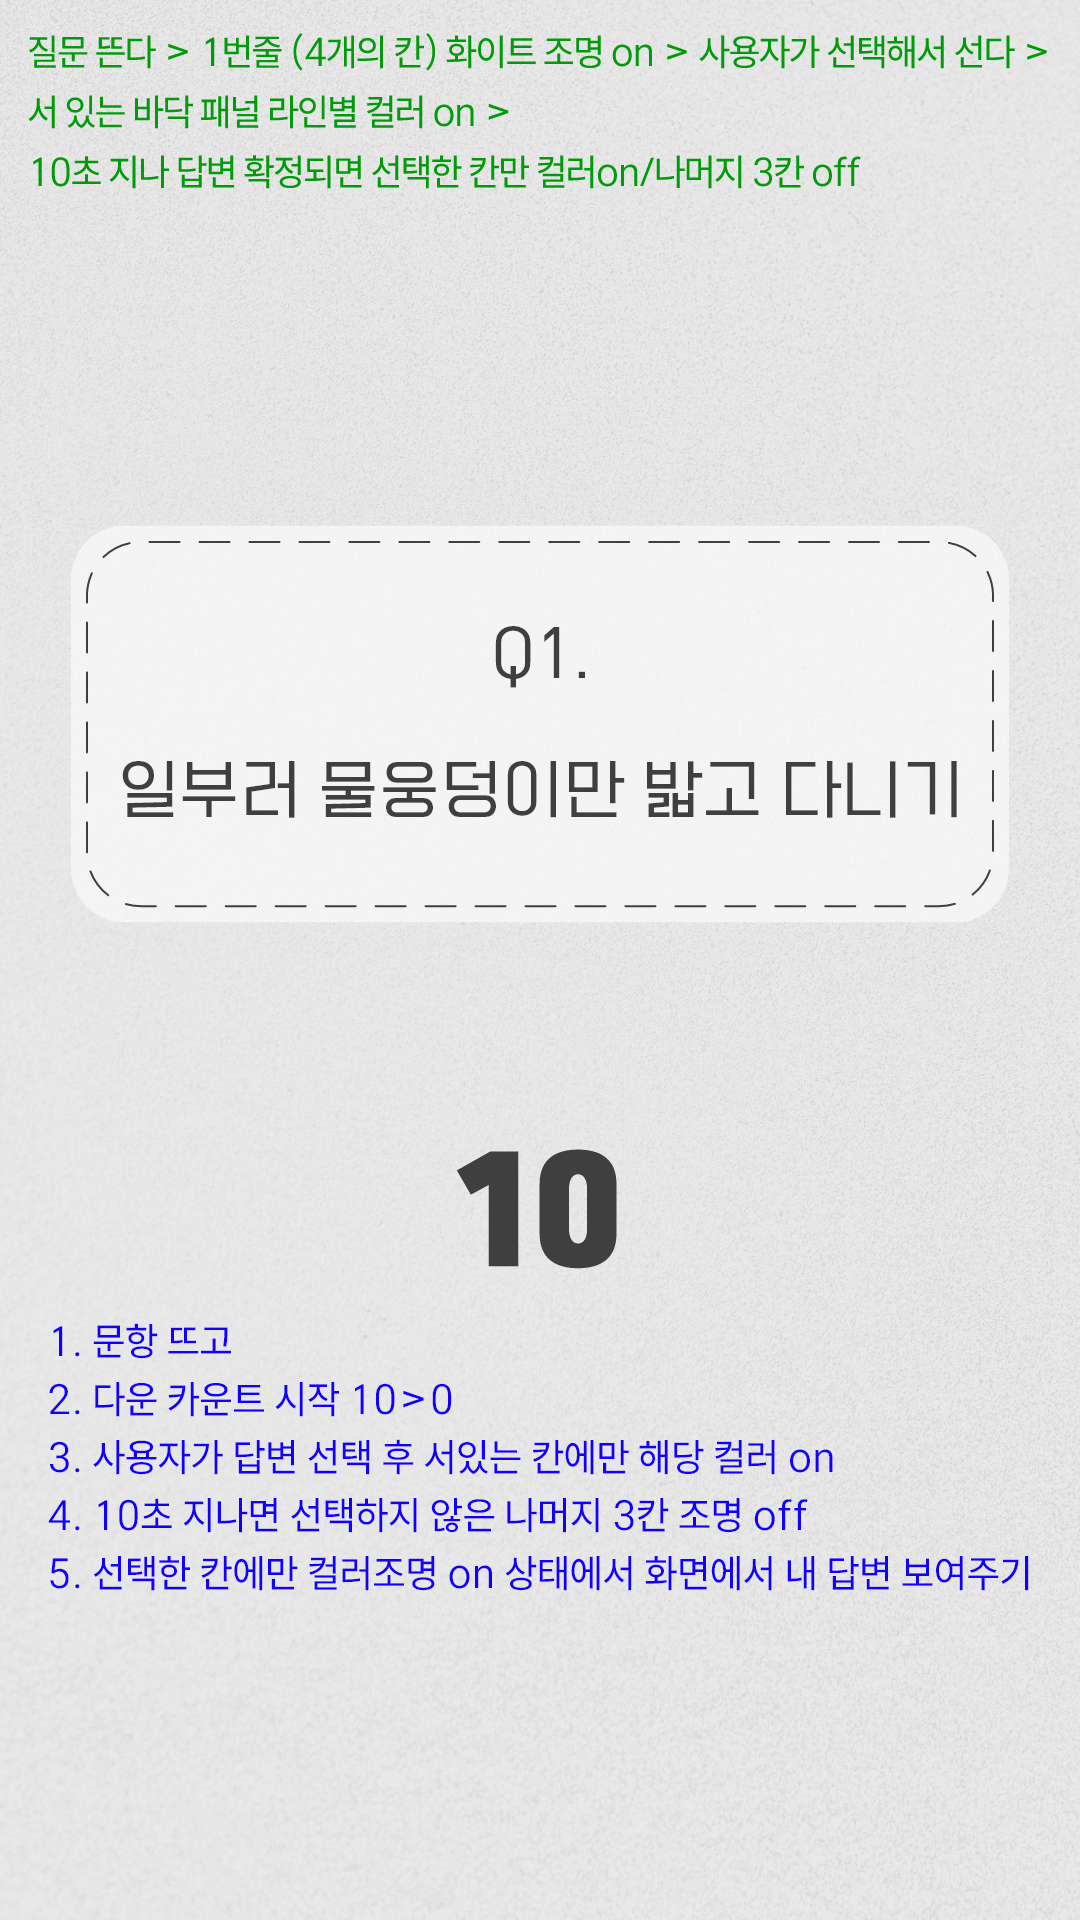 질문 뜬다 > 1번줄 (4개의 칸) 화이트 조명 on > 사용자가 선택해서 선다 >
서 있는 바닥 패널 라인별 컬러 on >
10초 지나 답변 확정되면 선택한 칸만 컬러on/나머지 3칸 off
Q1.
일부러 물웅덩이만 밟고 다니기
10
1. 문항 뜨고
2. 다운 카운트 시작 10>0
3. 사용자가 답변 선택 후 서있는 칸에만 해당 컬러 on
4. 10초 지나면 선택하지 않은 나머지 3칸 조명 off
5. 선택한 칸에만 컬러조명 on 상태에서 화면에서 내 답변 보여주기